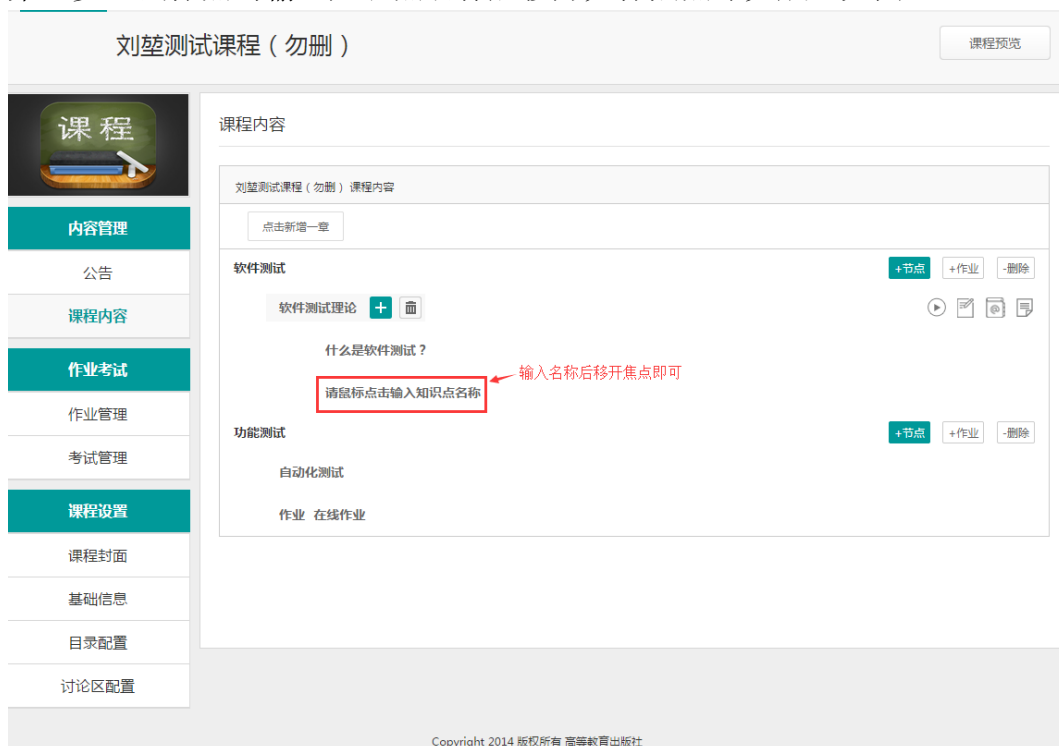 刘堃测试课程（勿删）
课程预览
课程
内容管理
公告
课程内容
作业考试
作业管理
考试管理
课程设置
课程封面
基础信息
目录配置
讨论区配置
课程内容
刘堃测试课程（勿删）课程内容
点击新增一章
软件测试 +节点 +作业 -删除
软件测试理论
什么是软件测试？
输入名称后移开焦点即可
请鼠标点击输入知识点名称
功能测试 +节点 +作业 -删除
自动化测试
作业 在线作业
Copyright 2014 版权所有 高等教育出版社